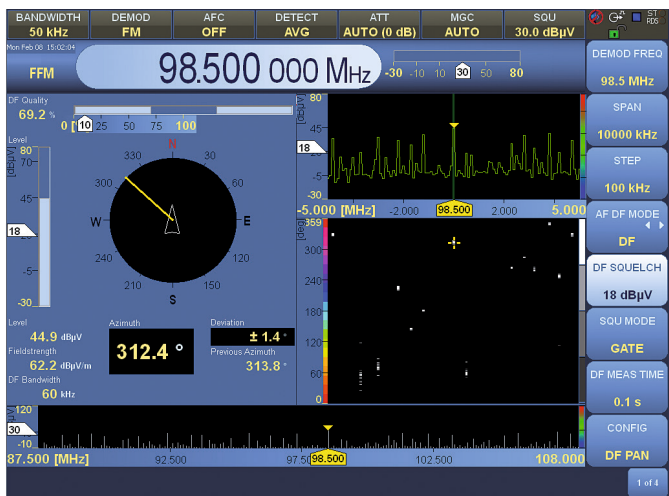 BANDWIDTH DEMOD AFC DETECT ATT MGC SQU
50 kHz FM OFF AVG AUTO (0 dB) AUTO 30.0 dBµV
ST
RDS
Mon Feb 08 15:02:04
FFM
98.500 000 MHz
-30 -10 10 30 50 80
DEMOD FREQ
98.5 MHz
DF Quality
69.2 %
0 [%] 10 25 50 75 100
Level
80
[dBµV]
70
45
18
-5
-30
N
30
60
E
120
150
S
210
240
W
300
330
80
[dBµV]
45
18
-5
-30
-5.000 [MHz] -2.000 98.500 2.000 5.000
359
[deg]
300
240
180
120
60
0
SPAN
10000 kHz
STEP
100 kHz
AF DF MODE
DF
DF SQUELCH
18 dBµV
SQU MODE
GATE
DF MEAS TIME
0.1 s
CONFIG
DF PAN
1 of 4
Level
44.9 dBµV
Fieldstrength
62.2 dBµV/m
DF Bandwidth
60 kHz
Azimuth
312.4 °
Deviation
± 1.4 °
Previous Azimuth
313.8 °
120
30
-10
87.500 [MHz] 92.500 97.50 98.500 102.500 108.000